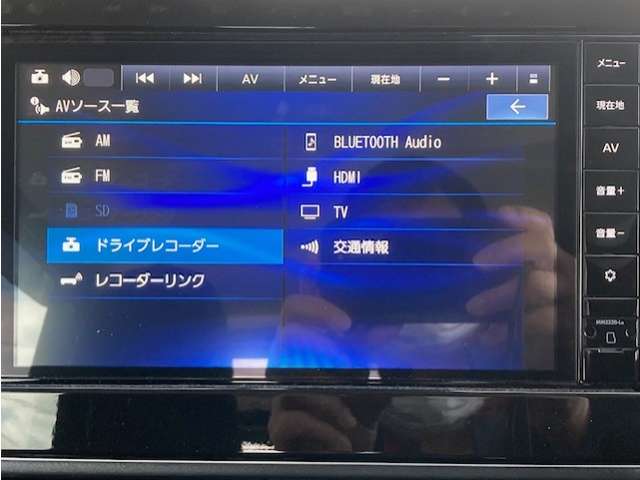 AV メニュー 現在地 − +
AVソース一覧
AM
FM
SD
ドライブレコーダー
レコーダーリンク
BLUETOOTH Audio
HDMI
TV
交通情報
メニュー
現在地
AV
音量+
音量−